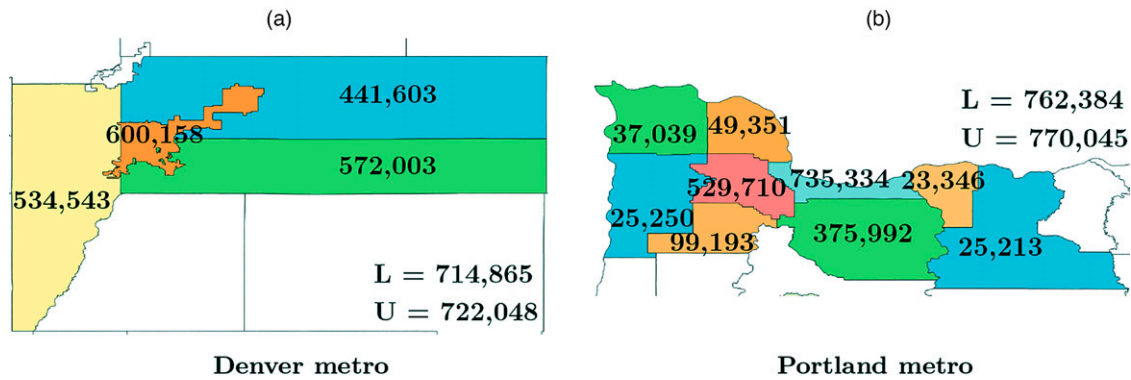 (a)
441,603
600,158
572,003
534,543
L = 714,865
U = 722,048
Denver metro
(b)
L = 762,384
U = 770,045
37,039
49,351
529,710
735,334
23,346
25,250
99,193
375,992
25,213
Portland metro